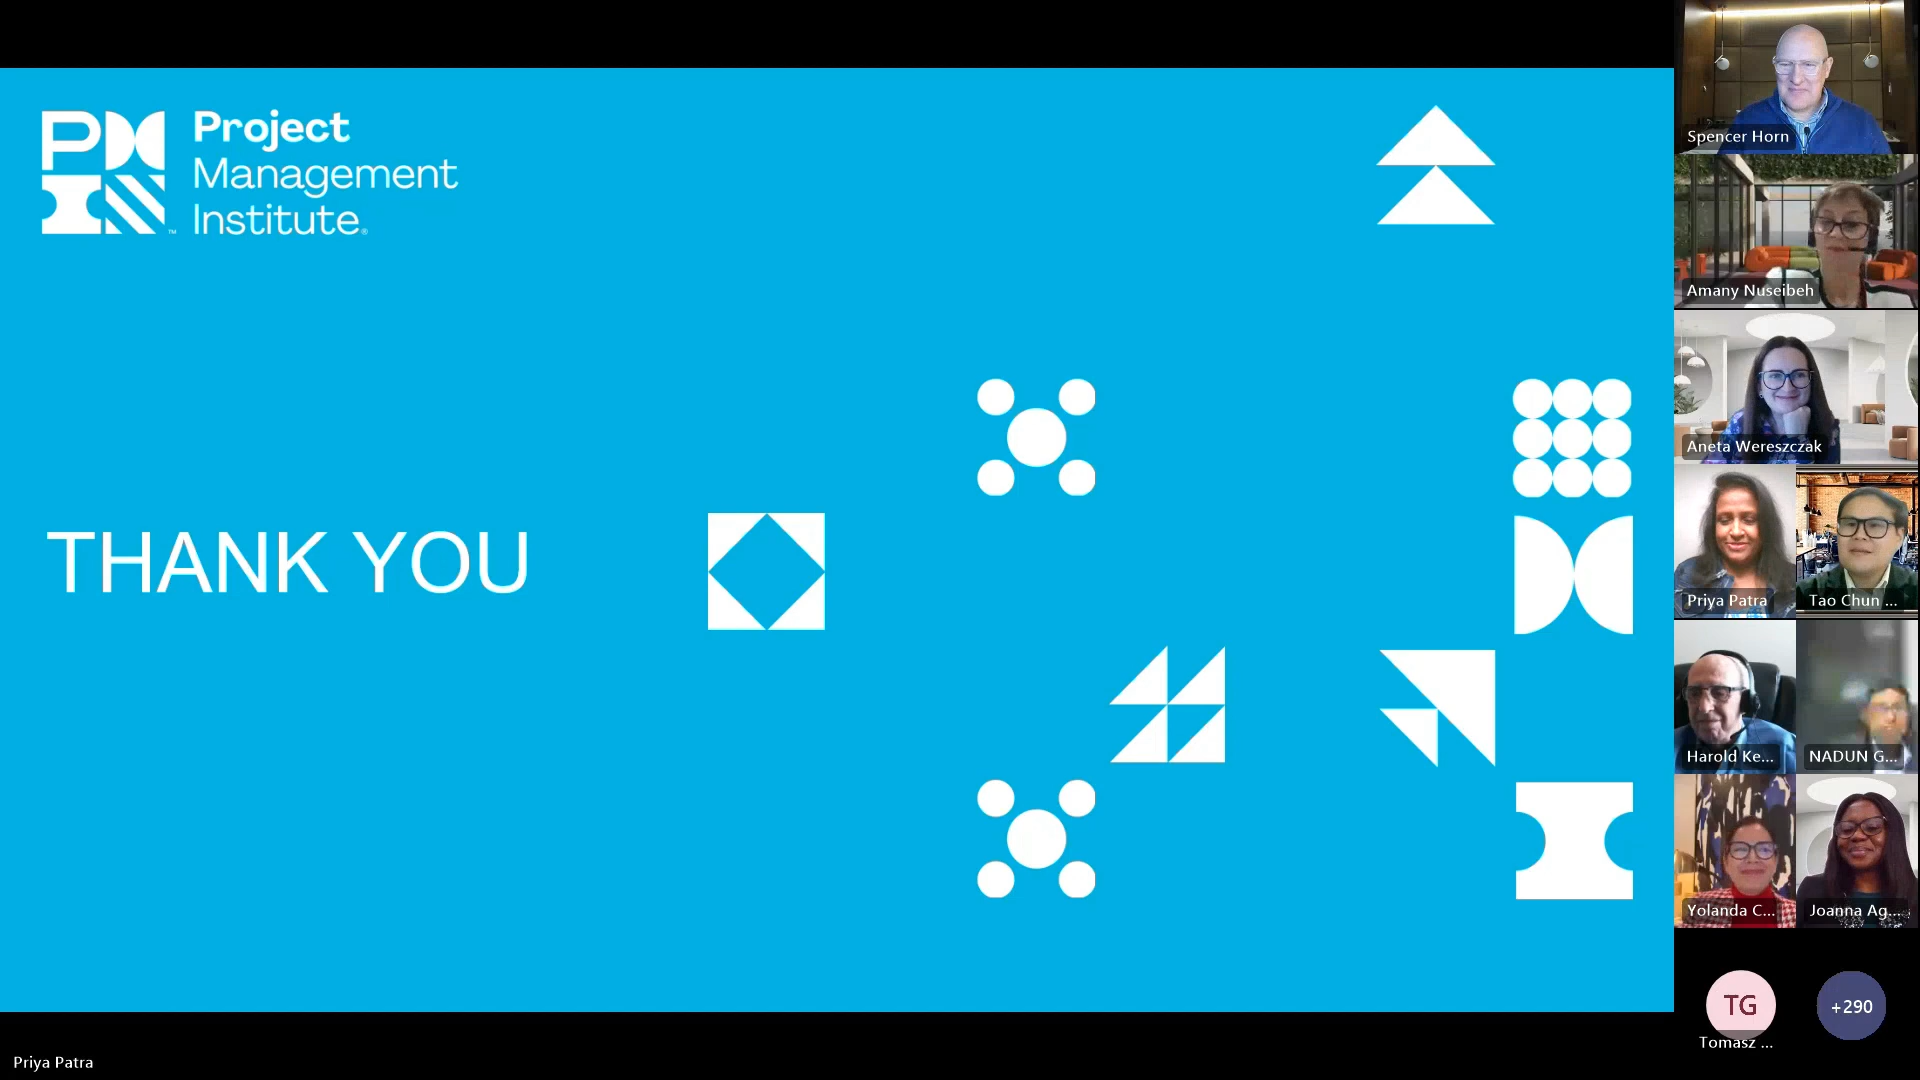 Project
Management
Institute®
™
THANK YOU
Spencer Horn
Amany Nuseibeh
Aneta Wereszczak
Priya Patra
Tao Chun ...
Harold Ke...
NADUN G...
Yolanda C...
Joanna Ag...
TG
Tomasz ...
+290
Priya Patra